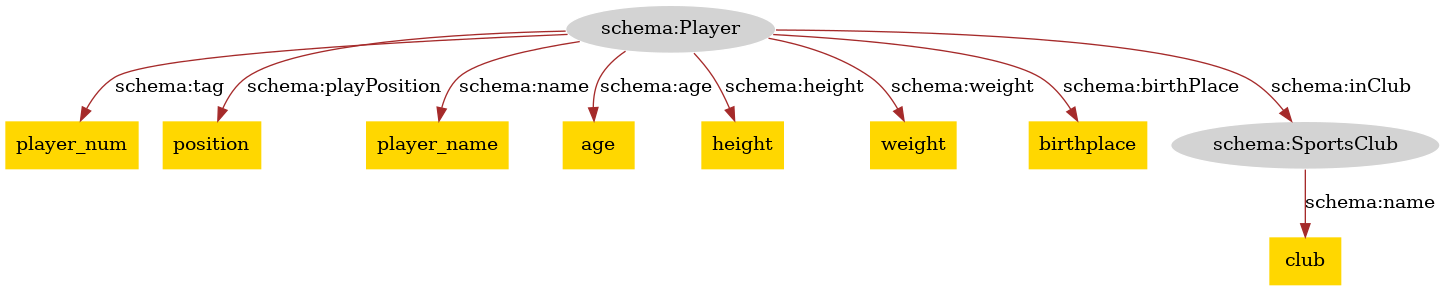 schema:Player
schema:tag
schema:playPosition
schema:name
schema:age
schema:height
schema:weight
schema:birthPlace
schema:inClub
player_num
position
player_name
age
height
weight
birthplace
schema:SportsClub
schema:name
club